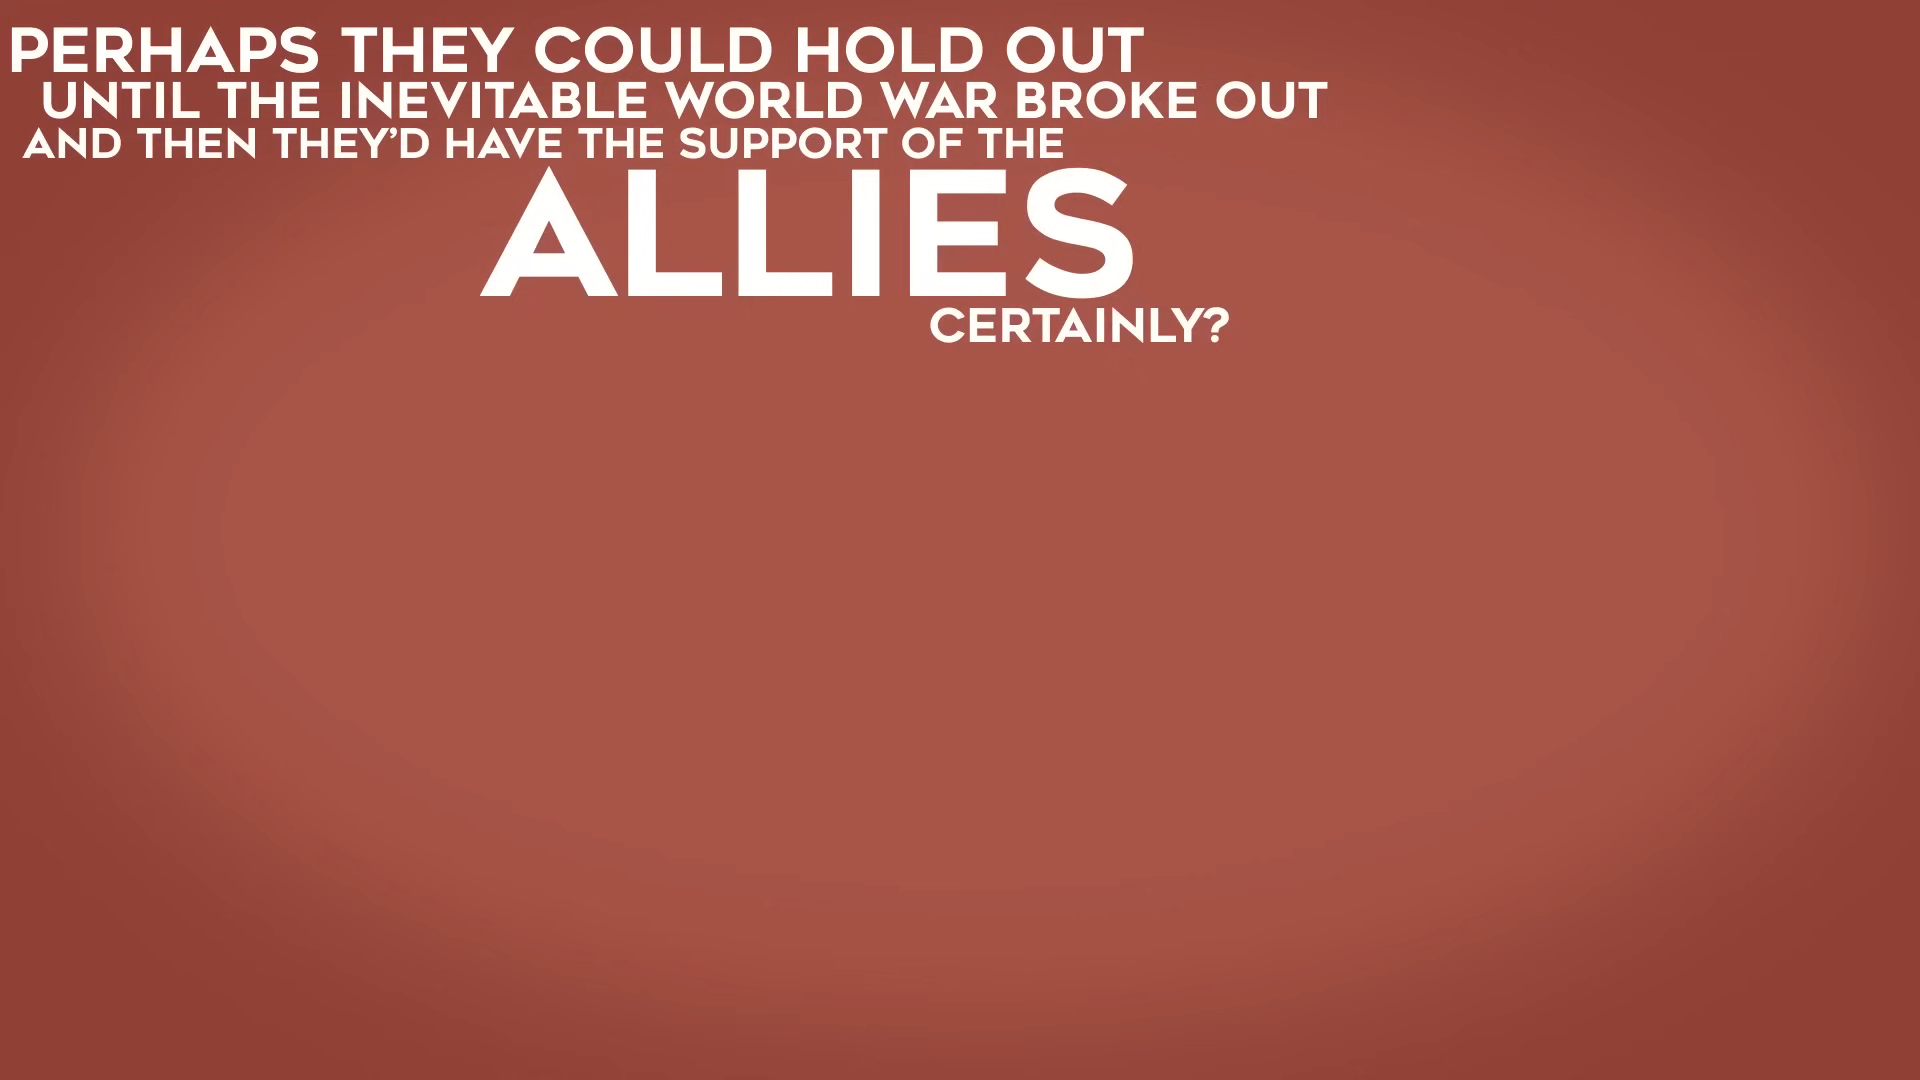 PERHAPS THEY COULD HOLD OUT
UNTIL THE INEVITABLE WORLD WAR BROKE OUT
AND THEN THEY'D HAVE THE SUPPORT OF THE
ALLIES
CERTAINLY?